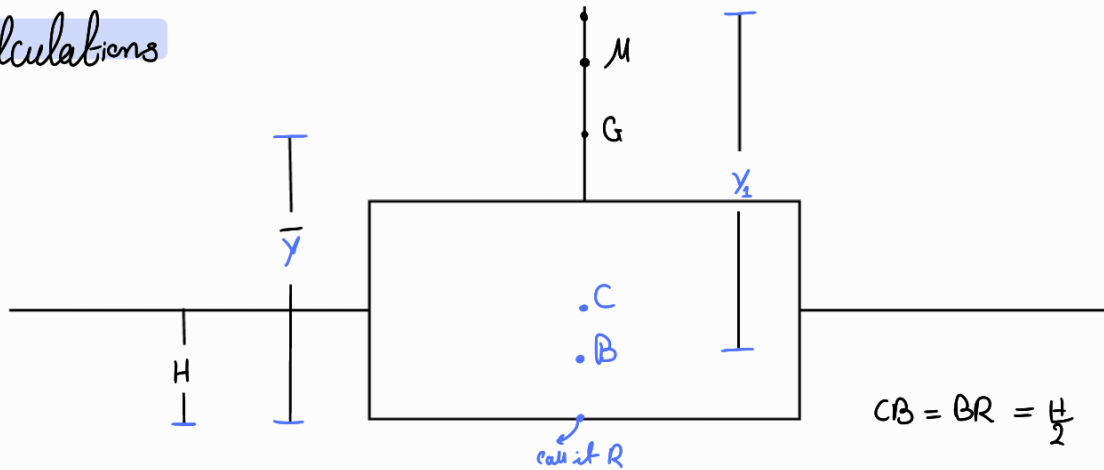 lculations
M
G
y1
y̅
C
B
H
CB = BR = H/2
call it R